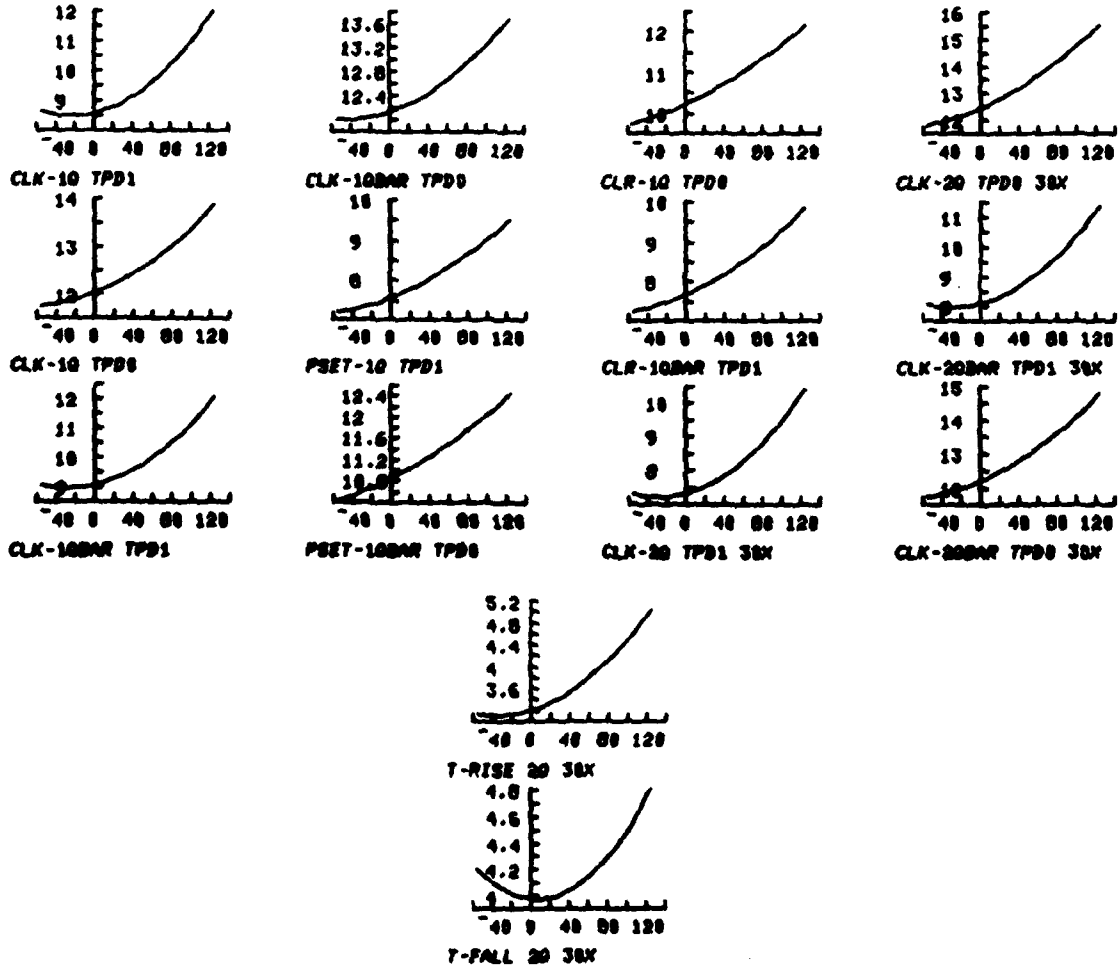 12
11
10
9
-40 0 40 80 120
CLK-1Q TPD1
13.6
13.2
12.8
12.4
-40 0 40 80 120
CLK-1QBAR TPD0
12
11
10
-40 0 40 80 120
CLR-1Q TPD0
16
15
14
13
12
-40 0 40 80 120
CLK-2Q TPD0 30X
14
13
12
-40 0 40 80 120
CLK-1Q TPD0
10
9
8
-40 0 40 80 120
PSET-1Q TPD1
10
9
8
-40 0 40 80 120
CLR-1QBAR TPD1
11
10
9
-40 0 40 80 120
CLK-2QBAR TPD1 30X
12
11
10
-40 0 40 80 120
CLK-1QBAR TPD1
12.4
12
11.6
11.2
10.8
-40 0 40 80 120
PSET-1QBAR TPD0
10
9
8
-40 0 40 80 120
CLK-2Q TPD1 30X
15
14
13
12
-40 0 40 80 120
CLK-2QBAR TPD0 30X
5.2
4.8
4.4
4
3.6
-40 0 40 80 120
T-RISE 2Q 30X
4.8
4.6
4.4
4.2
4
-40 0 40 80 120
T-FALL 2Q 30X